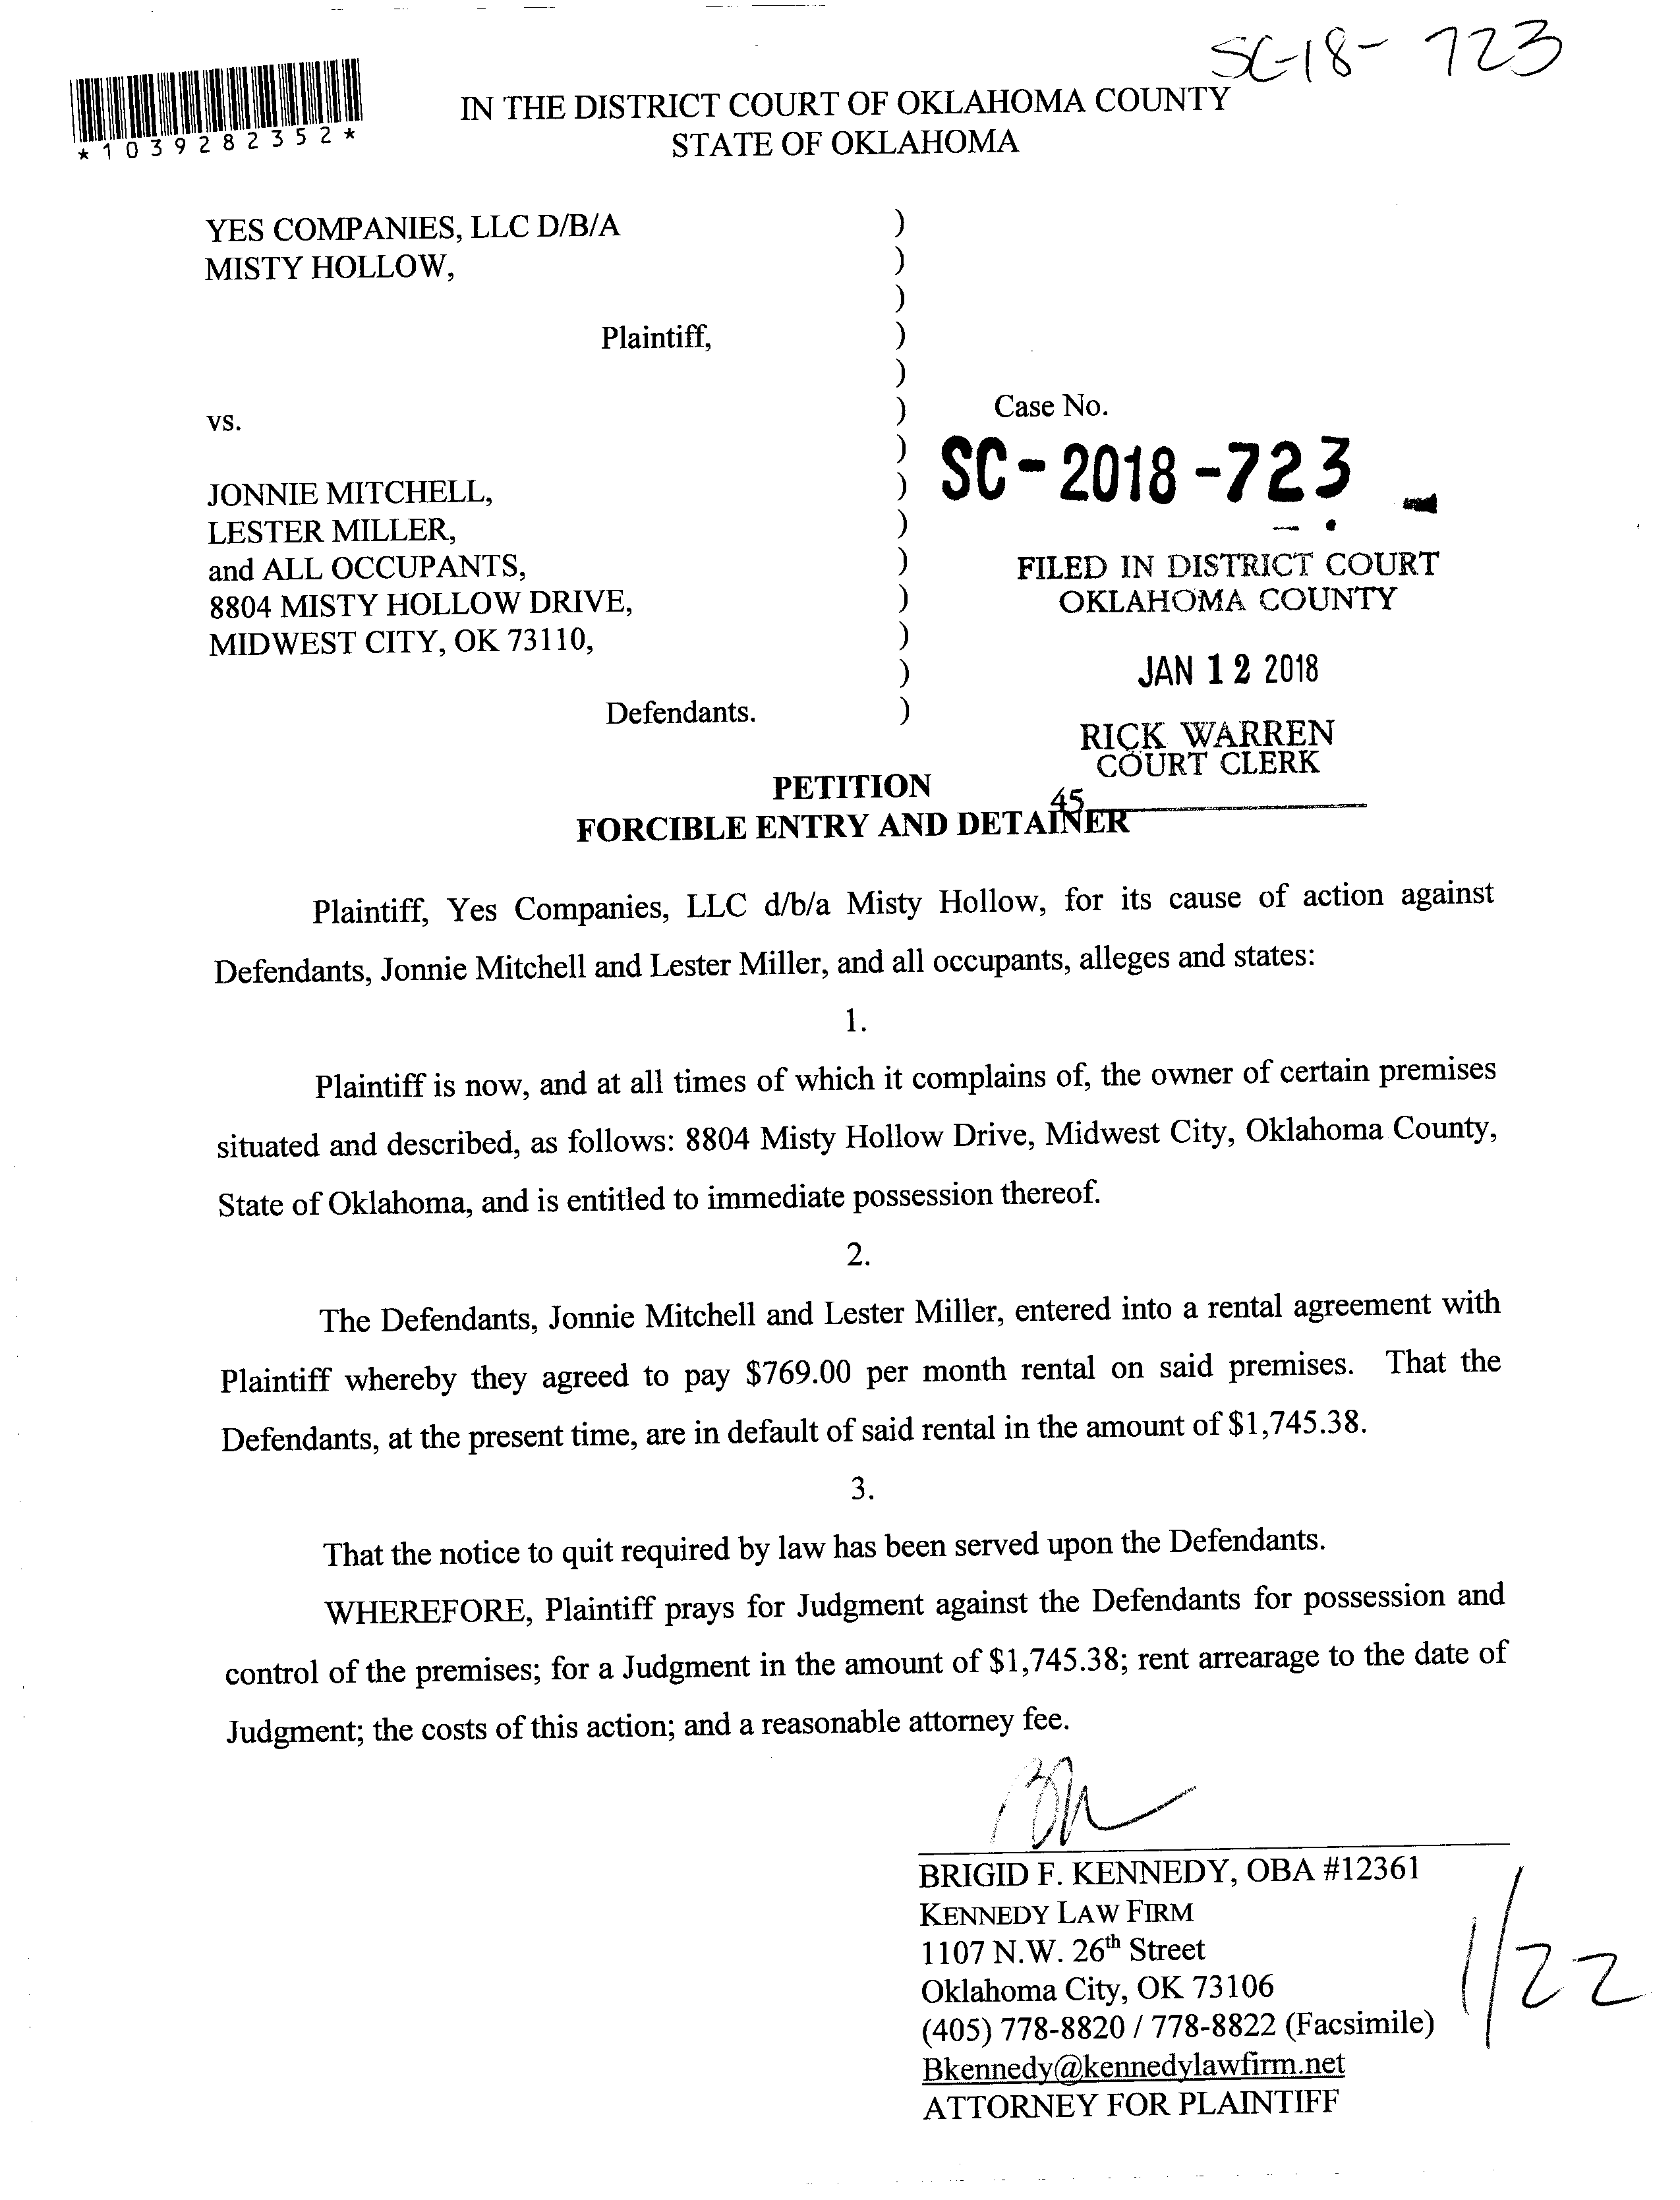 SC-18-723
*1039282352*
IN THE DISTRICT COURT OF OKLAHOMA COUNTY
STATE OF OKLAHOMA
YES COMPANIES, LLC D/B/A
MISTY HOLLOW,
Plaintiff,
vs.
JONNIE MITCHELL,
LESTER MILLER,
and ALL OCCUPANTS,
8804 MISTY HOLLOW DRIVE,
MIDWEST CITY, OK 73110,
Defendants.
)
)
)
)
)
)
)
)
)
)
)
)
)
)
Case No.
SC-2018-723
FILED IN DISTRICT COURT
OKLAHOMA COUNTY
JAN 12 2018
RICK WARREN
COURT CLERK
45
PETITION
FORCIBLE ENTRY AND DETAINER
Plaintiff, Yes Companies, LLC d/b/a Misty Hollow, for its cause of action against
Defendants, Jonnie Mitchell and Lester Miller, and all occupants, alleges and states:
1.
Plaintiff is now, and at all times of which it complains of, the owner of certain premises
situated and described, as follows: 8804 Misty Hollow Drive, Midwest City, Oklahoma County,
State of Oklahoma, and is entitled to immediate possession thereof.
2.
The Defendants, Jonnie Mitchell and Lester Miller, entered into a rental agreement with
Plaintiff whereby they agreed to pay $769.00 per month rental on said premises. That the
Defendants, at the present time, are in default of said rental in the amount of $1,745.38.
3.
That the notice to quit required by law has been served upon the Defendants.
WHEREFORE, Plaintiff prays for Judgment against the Defendants for possession and
control of the premises; for a Judgment in the amount of $1,745.38; rent arrearage to the date of
Judgment; the costs of this action; and a reasonable attorney fee.
BRIGID F. KENNEDY, OBA #12361
KENNEDY LAW FIRM
1107 N.W. 26th Street
Oklahoma City, OK 73106
(405) 778-8820 / 778-8822 (Facsimile)
Bkennedy@kennedylawfirm.net
ATTORNEY FOR PLAINTIFF
1/22